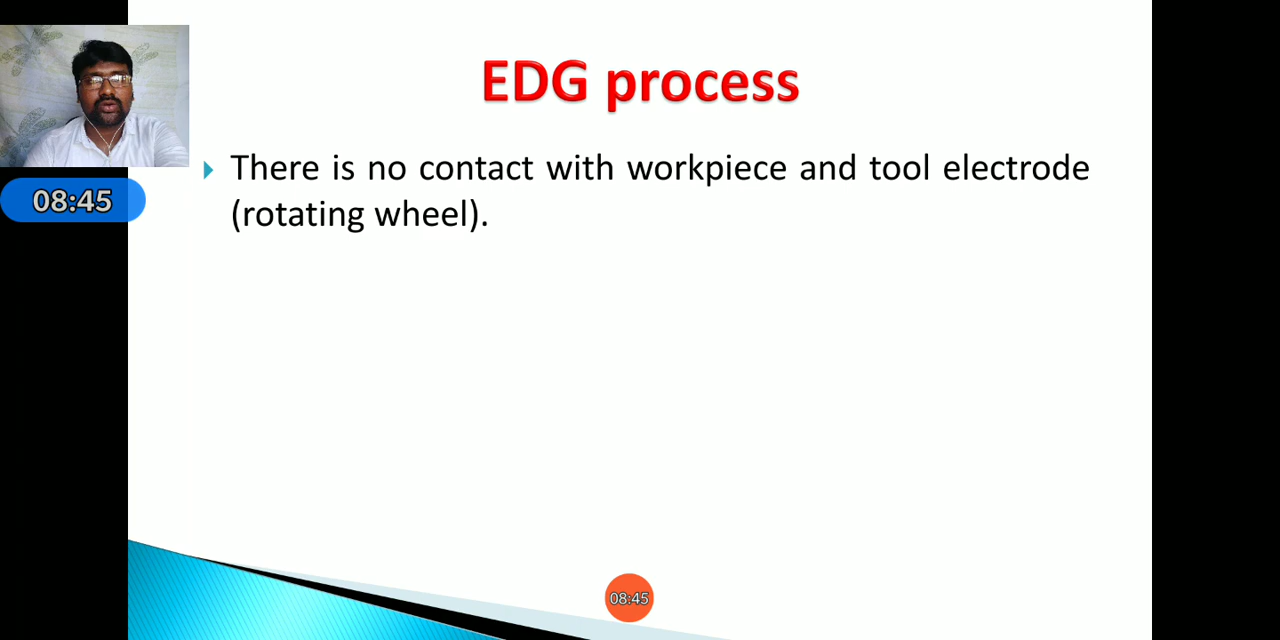 EDG process
There is no contact with workpiece and tool electrode
(rotating wheel).
08:45
08:45